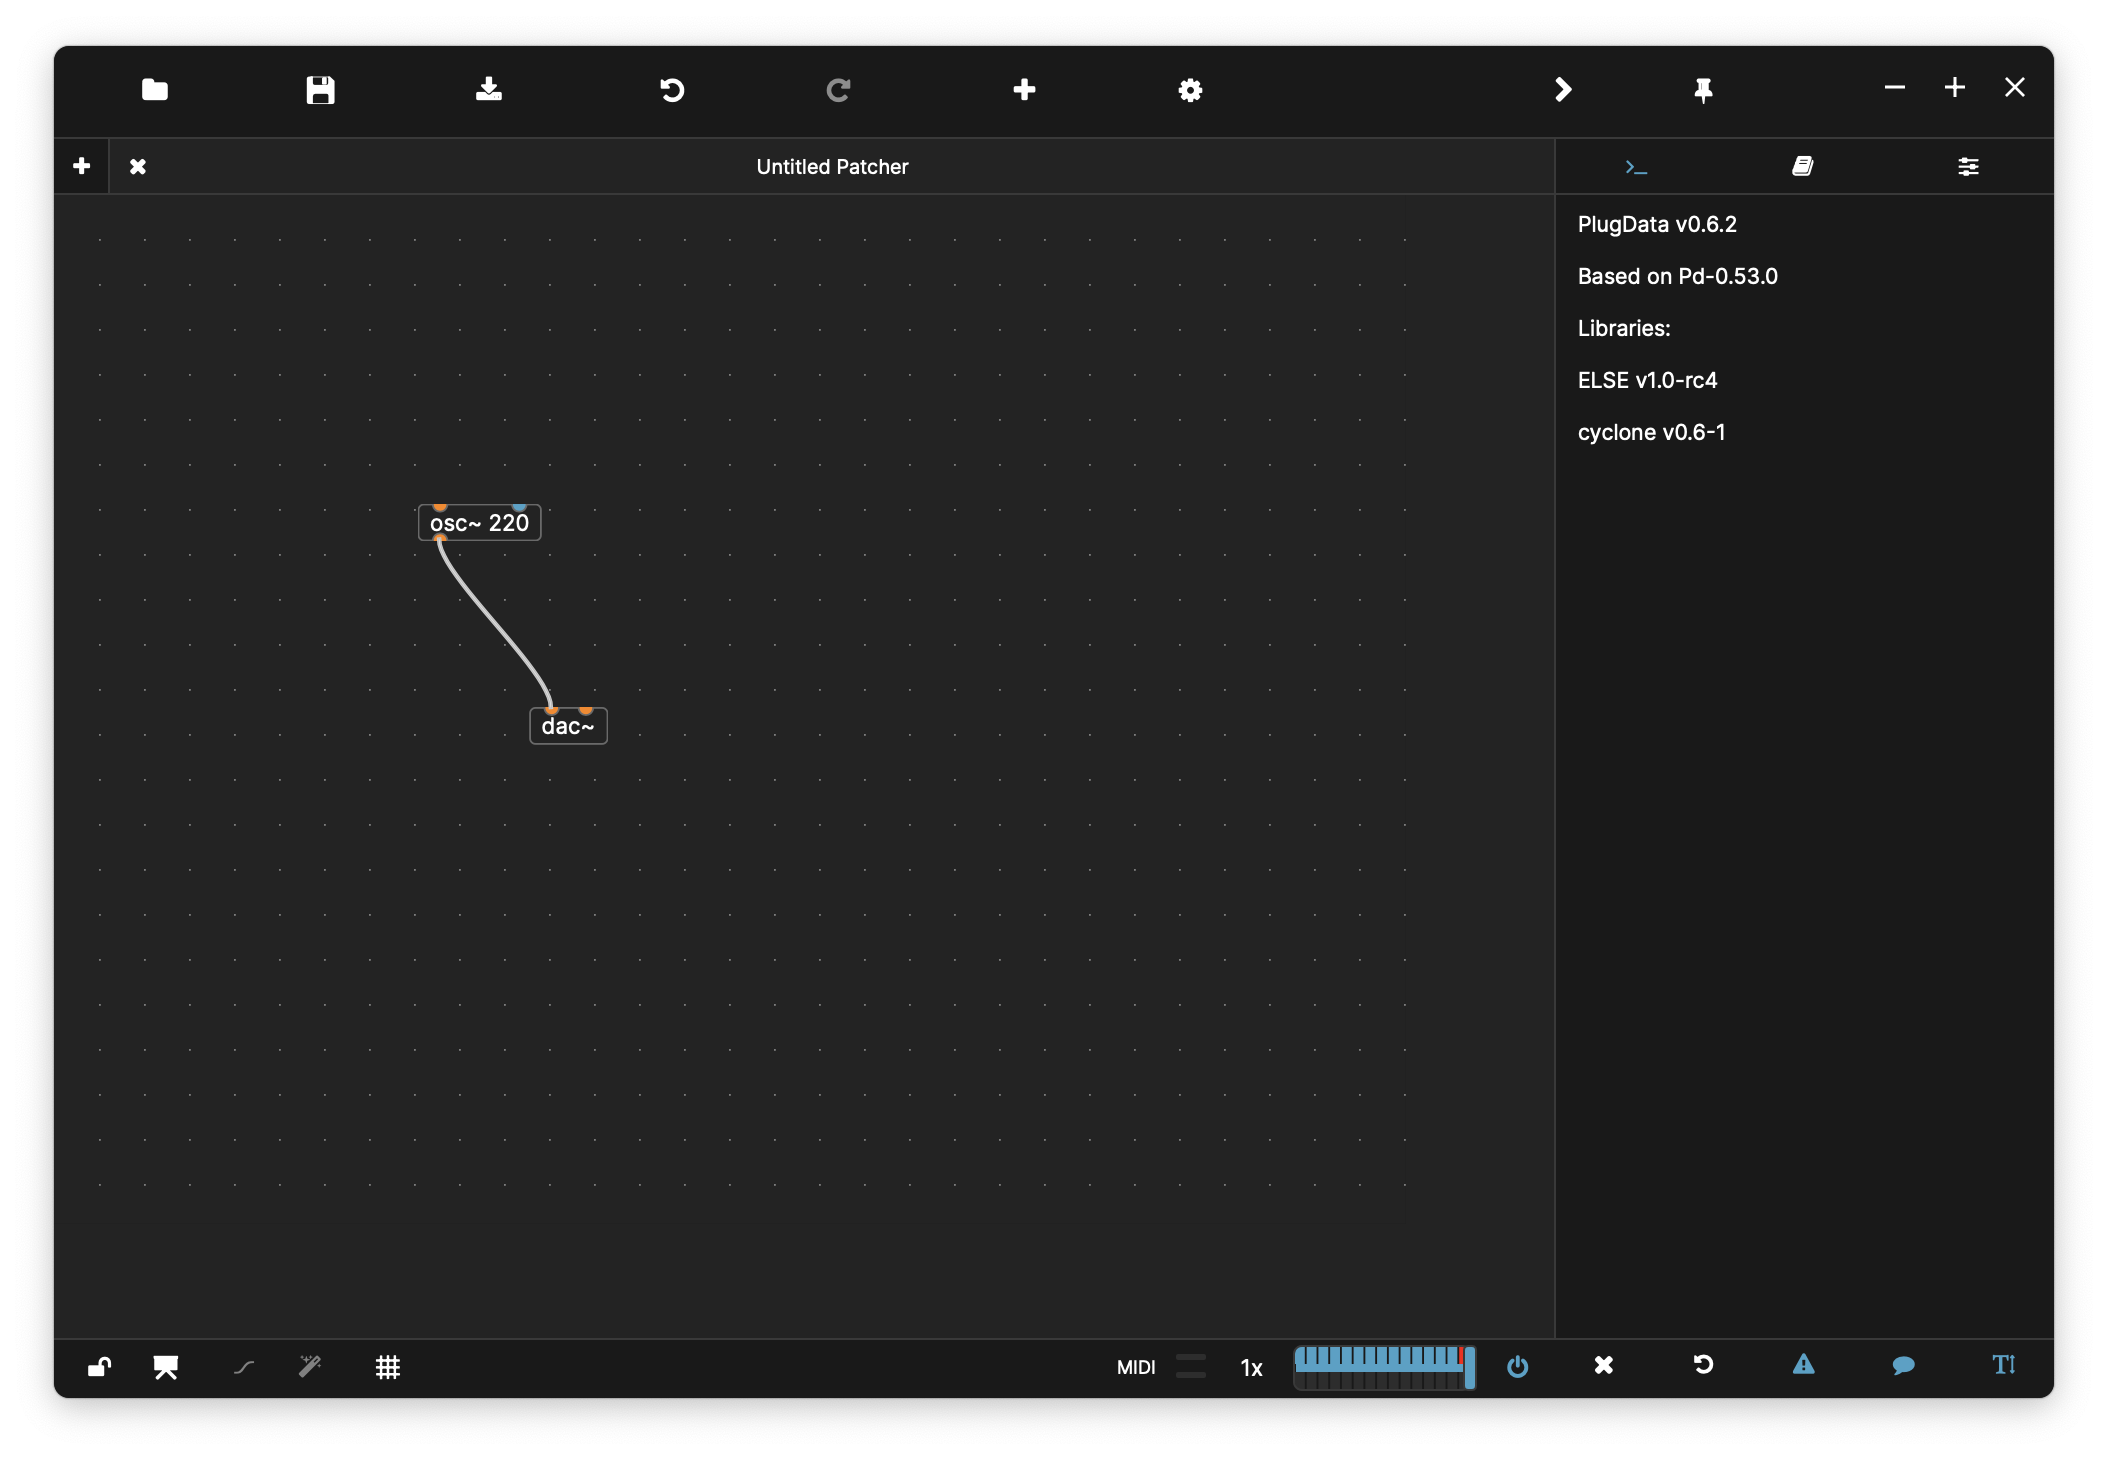 Untitled Patcher
PlugData v0.6.2
Based on Pd-0.53.0
Libraries:
ELSE v1.0-rc4
cyclone v0.6-1
osc~ 220
dac~
MIDI
1x